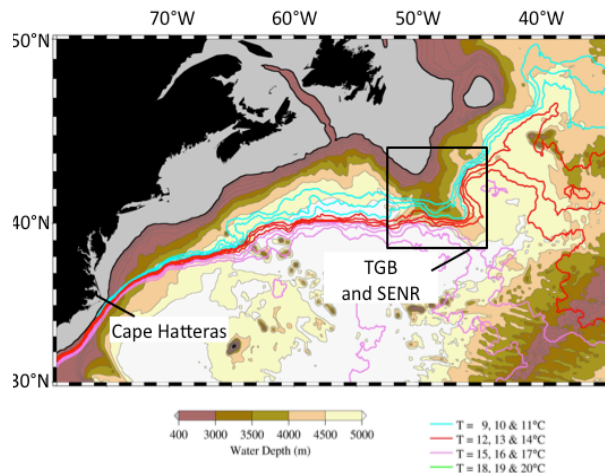 70°W 60°W 50°W 40°W
50°N
40°N
TGB
and SENR
Cape Hatteras
30°N
400 3000 3500 4000 4500 5000
Water Depth (m)
T = 9, 10 & 11°C
T = 12, 13 & 14°C
T = 15, 16 & 17°C
T = 18, 19 & 20°C